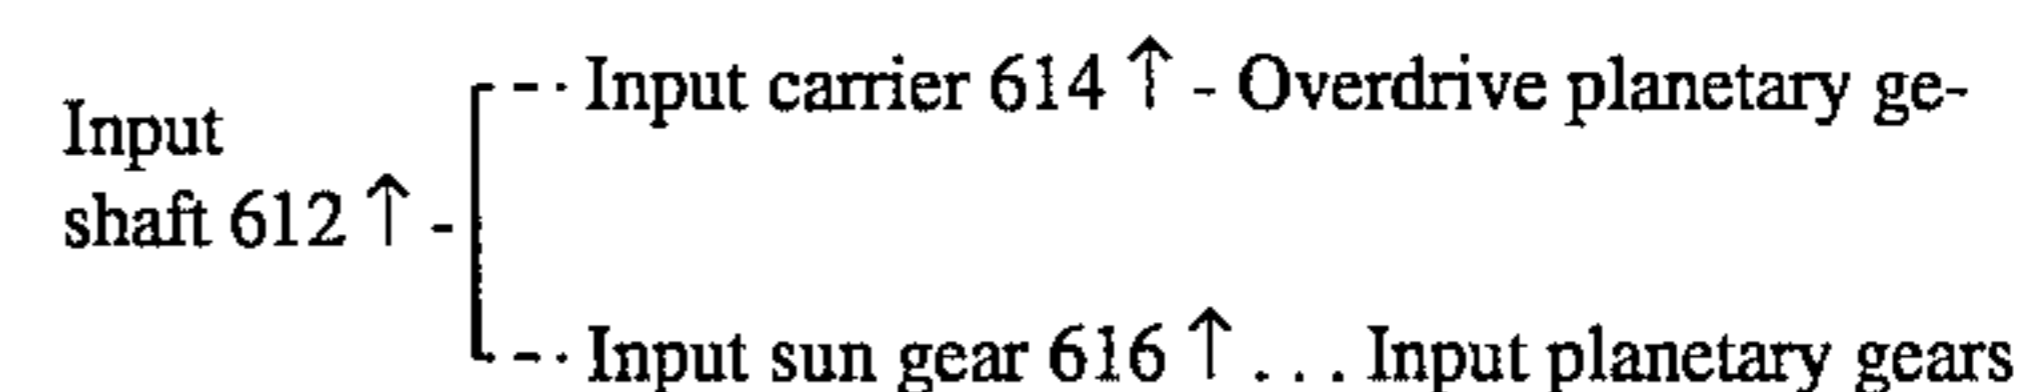 Input carrier 614 ↑ - Overdrive planetary ge-
Input
shaft 612 ↑ -
Input sun gear 616 ↑ . . . Input planetary gears